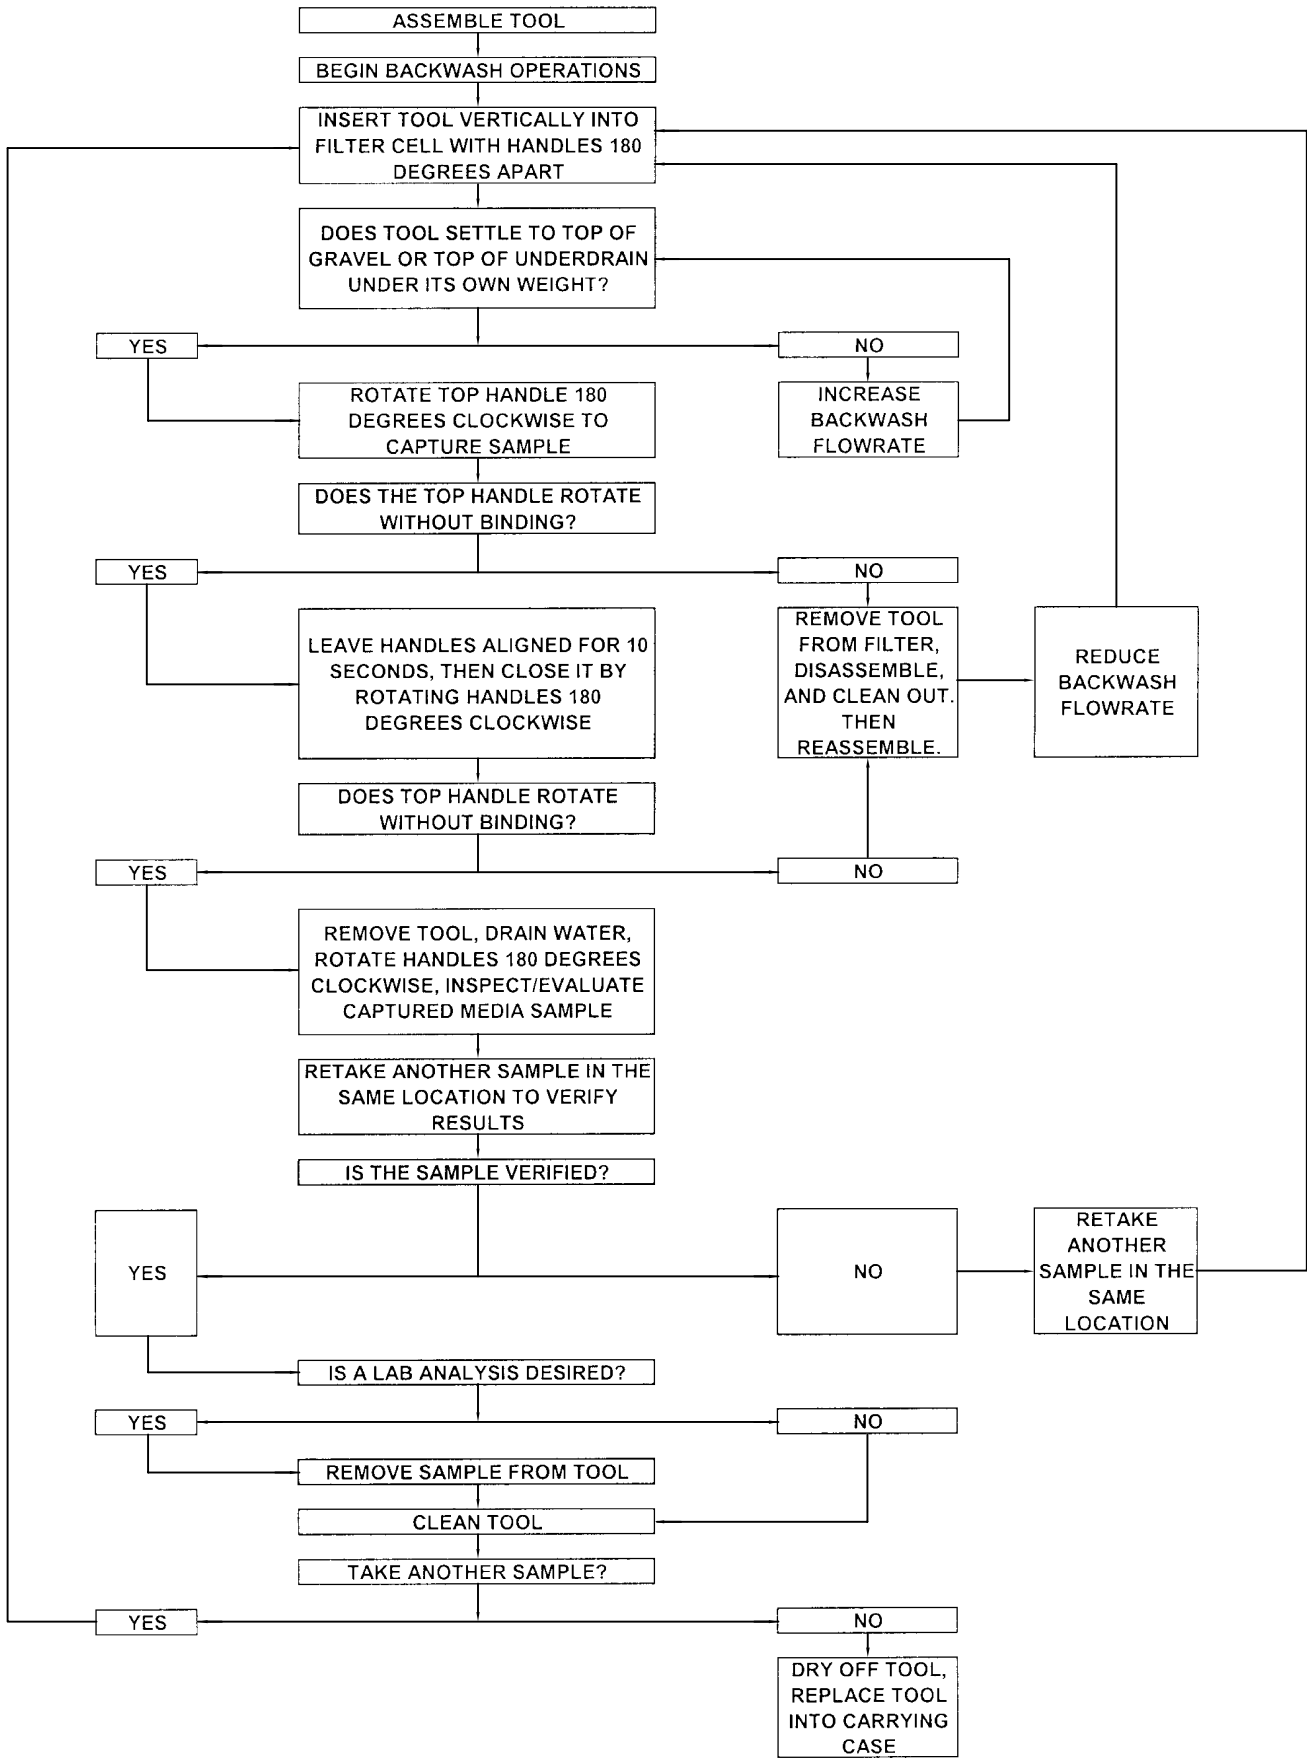 ASSEMBLE TOOL
BEGIN BACKWASH OPERATIONS
INSERT TOOL VERTICALLY INTO
FILTER CELL WITH HANDLES 180
DEGREES APART
DOES TOOL SETTLE TO TOP OF
GRAVEL OR TOP OF UNDERDRAIN
UNDER ITS OWN WEIGHT?
YES
NO
ROTATE TOP HANDLE 180
DEGREES CLOCKWISE TO
CAPTURE SAMPLE
INCREASE
BACKWASH
FLOWRATE
DOES THE TOP HANDLE ROTATE
WITHOUT BINDING?
YES
NO
LEAVE HANDLES ALIGNED FOR 10
SECONDS, THEN CLOSE IT BY
ROTATING HANDLES 180
DEGREES CLOCKWISE
REMOVE TOOL
FROM FILTER,
DISASSEMBLE,
AND CLEAN OUT.
THEN
REASSEMBLE.
REDUCE
BACKWASH
FLOWRATE
DOES TOP HANDLE ROTATE
WITHOUT BINDING?
YES
NO
REMOVE TOOL, DRAIN WATER,
ROTATE HANDLES 180 DEGREES
CLOCKWISE, INSPECT/EVALUATE
CAPTURED MEDIA SAMPLE
RETAKE ANOTHER SAMPLE IN THE
SAME LOCATION TO VERIFY
RESULTS
IS THE SAMPLE VERIFIED?
YES
NO
RETAKE
ANOTHER
SAMPLE IN THE
SAME
LOCATION
IS A LAB ANALYSIS DESIRED?
YES
NO
REMOVE SAMPLE FROM TOOL
CLEAN TOOL
TAKE ANOTHER SAMPLE?
YES
NO
DRY OFF TOOL,
REPLACE TOOL
INTO CARRYING
CASE